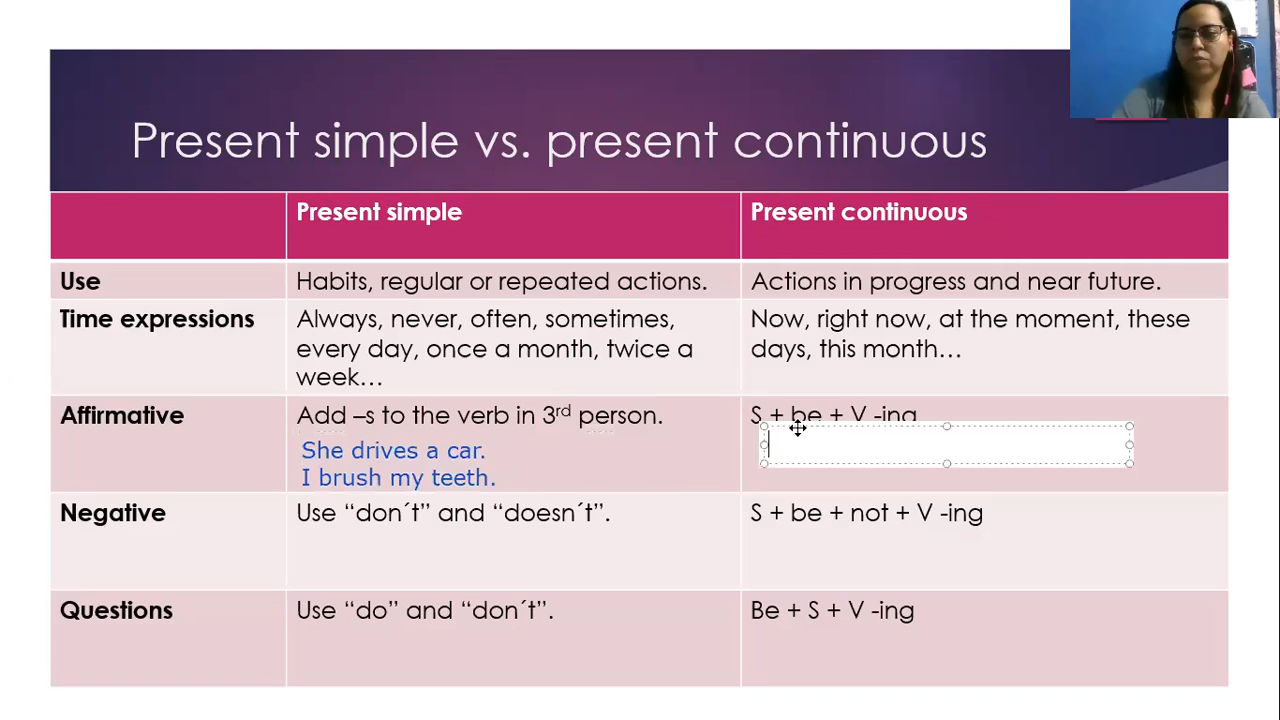 Present simple vs. present continuous
Present simple
Present continuous
Use
Habits, regular or repeated actions.
Actions in progress and near future.
Time expressions
Always, never, often, sometimes,
every day, once a month, twice a
week…
Now, right now, at the moment, these
days, this month…
Affirmative
Add –s to the verb in 3rd person.
She drives a car.
I brush my teeth.
S + be + V -ing
Negative
Use “don´t” and “doesn´t”.
S + be + not + V -ing
Questions
Use “do” and “don´t”.
Be + S + V -ing